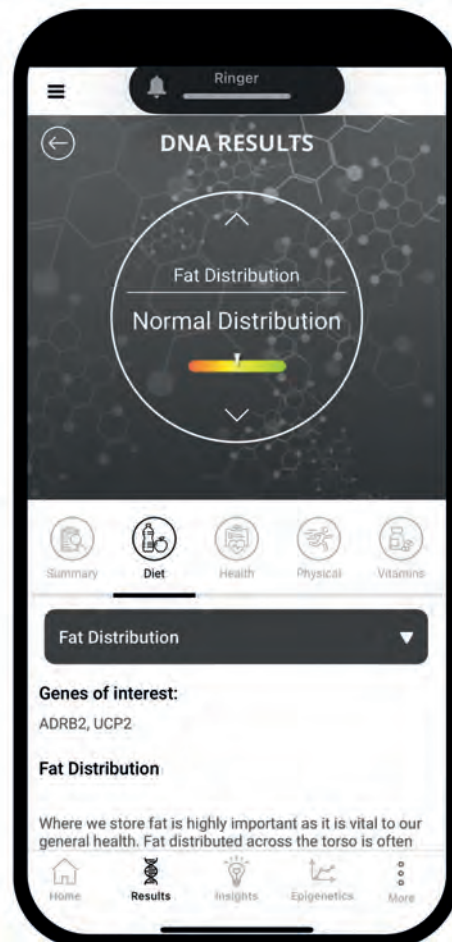 Ringer
DNA RESULTS
Fat Distribution
Normal Distribution
Summary
Diet
Health
Physical
Vitamins
Fat Distribution
Genes of interest:
ADRB2, UCP2
Fat Distribution
Where we store fat is highly important as it is vital to our
general health. Fat distributed across the torso is often
Home
Results
Insights
Epigenetics
More